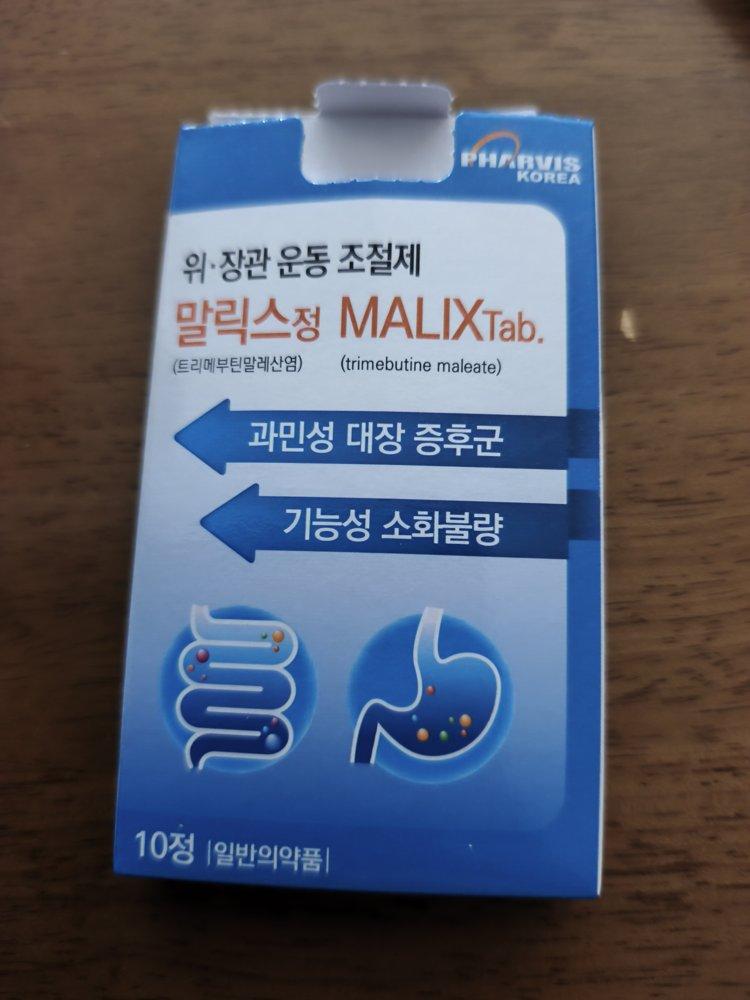 PHARVIS
KOREA
위·장관 운동 조절제
말릭스정 MALIX Tab.
(트리메부틴말레산염) (trimebutine maleate)
과민성 대장 증후군
기능성 소화불량
10정 |일반의약품|